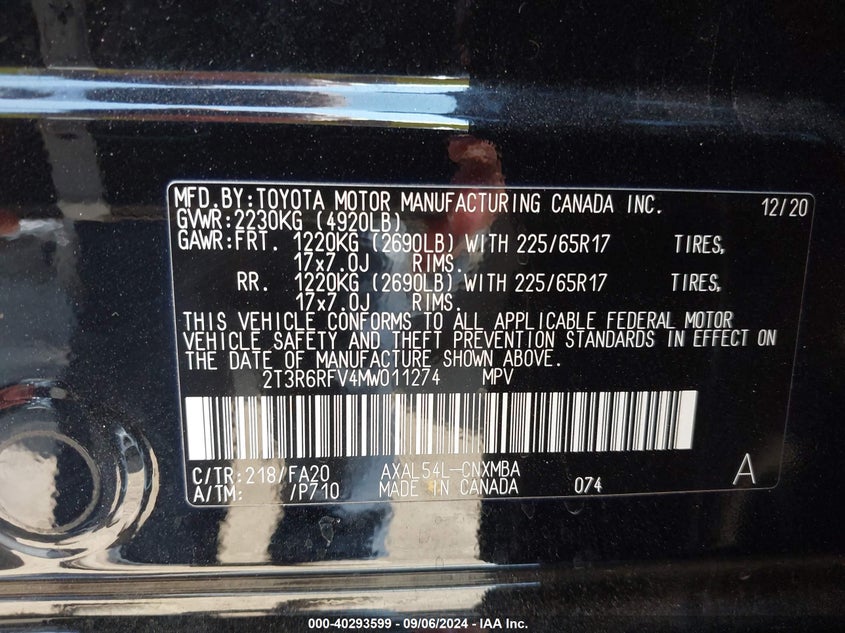 MFD.BY:TOYOTA MOTOR MANUFACTURING CANADA INC. 12/20
GVWR:2230KG (4920LB)
GAWR:FRT. 1220KG (2690LB) WITH 225/65R17 TIRES,
17x7.0J RIMS.
RR. 1220KG (2690LB) WITH 225/65R17 TIRES,
17x7.0J RIMS.
THIS VEHICLE CONFORMS TO ALL APPLICABLE FEDERAL MOTOR
VEHICLE SAFETY AND THEFT PREVENTION STANDARDS IN EFFECT ON
THE DATE OF MANUFACTURE SHOWN ABOVE.
2T3R6RFV4MW011274 MPV
C/TR:218/FA20 AXAL54L-CNXMBA
A/TM: /P710 MADE IN CANADA 074 A
000-40293599 - 09/06/2024 - IAA Inc.